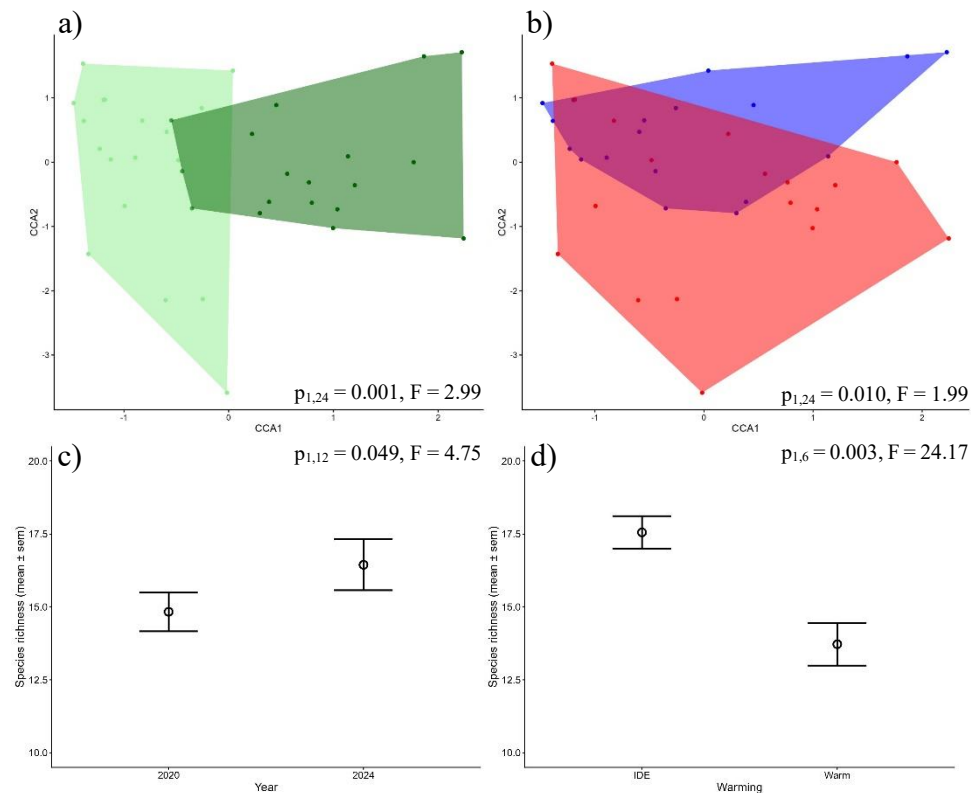 a)
CCA2
1
0
-1
-2
-3
-1
0
1
2
CCA1
p1,24 = 0.001, F = 2.99
b)
CCA2
1
0
-1
-2
-3
-1
0
1
2
CCA1
p1,24 = 0.010, F = 1.99
c)
Species richness (mean ± sem)
20.0
17.5
15.0
12.5
10.0
2020
2024
Year
p1,12 = 0.049, F = 4.75
d)
Species richness (mean ± sem)
20.0
17.5
15.0
12.5
10.0
IDE
Warm
Warming
p1,6 = 0.003, F = 24.17